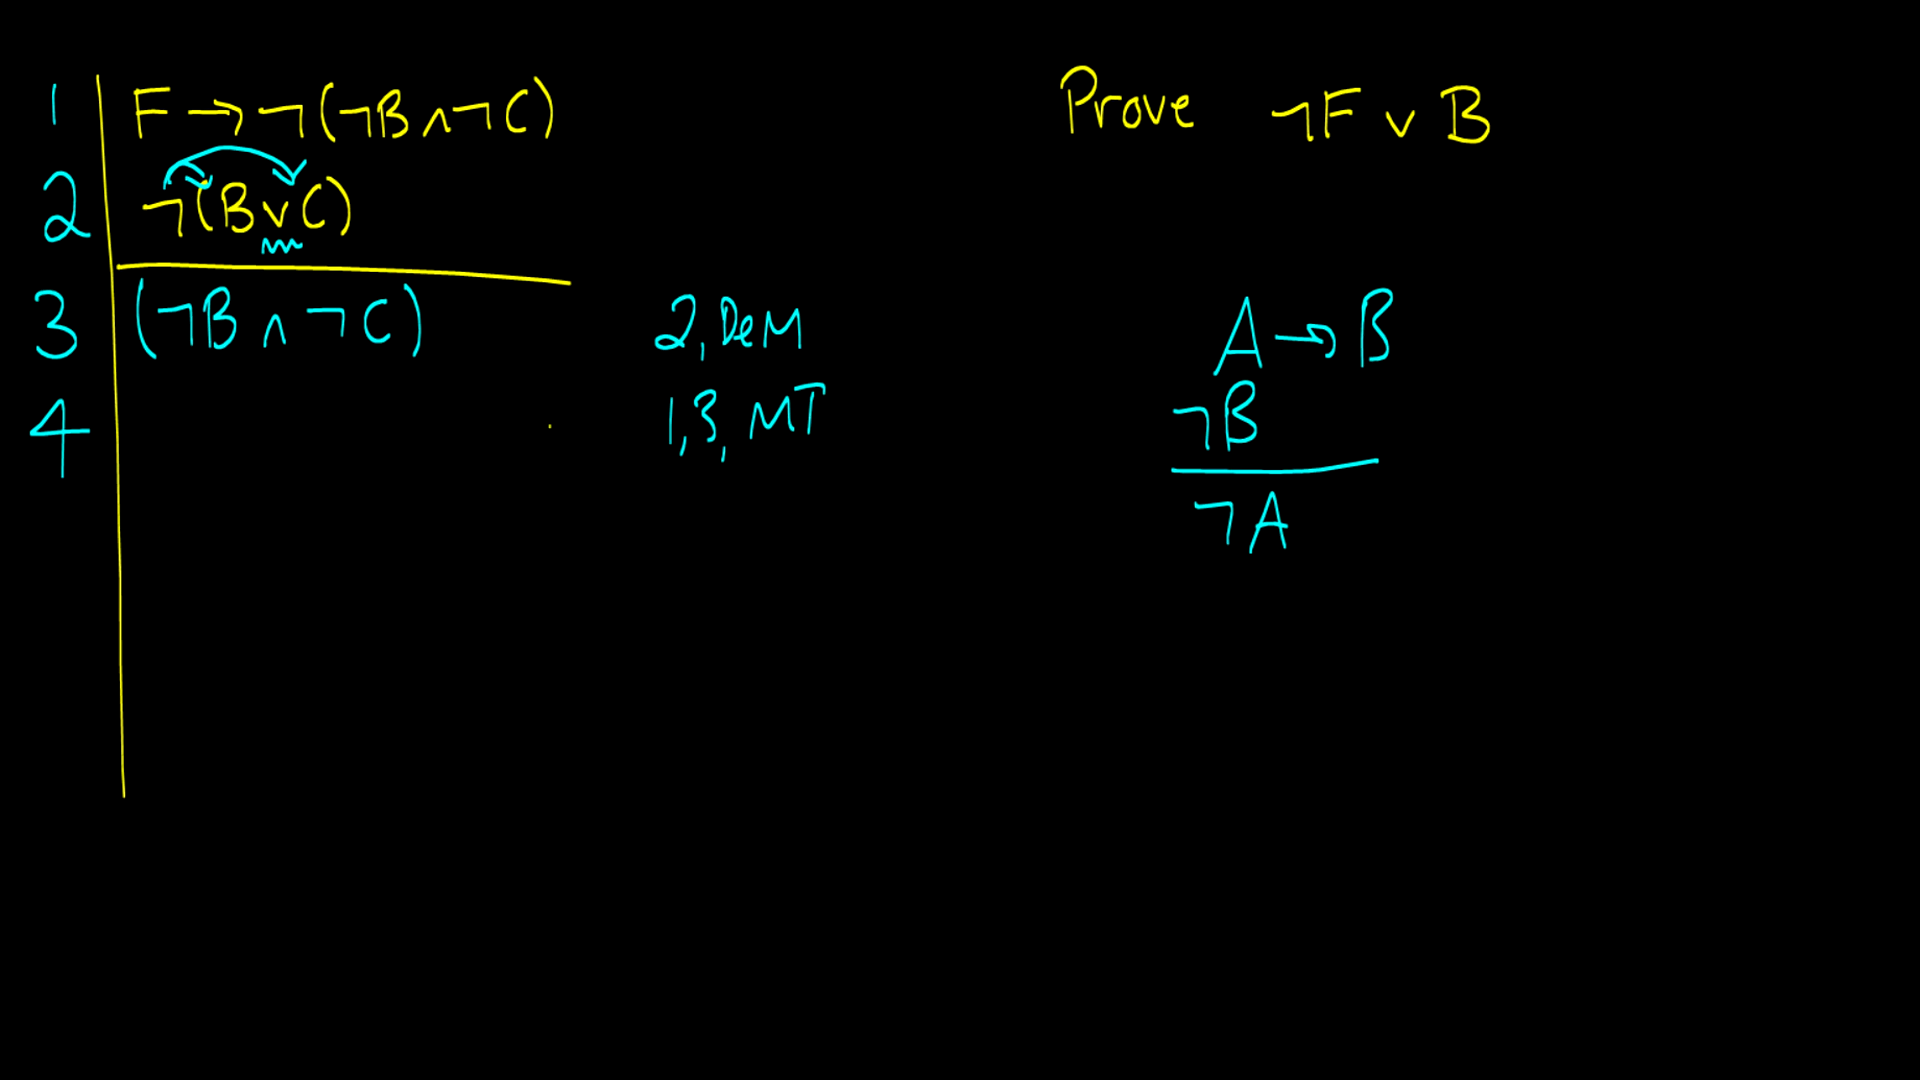 1 F → ¬(¬B ∧ ¬C)
Prove ¬F ∨ B
2 ¬(B ∨ C)
3 (¬B ∧ ¬C) 2, DeM
4 1,3, MT
A → B
¬B
¬A